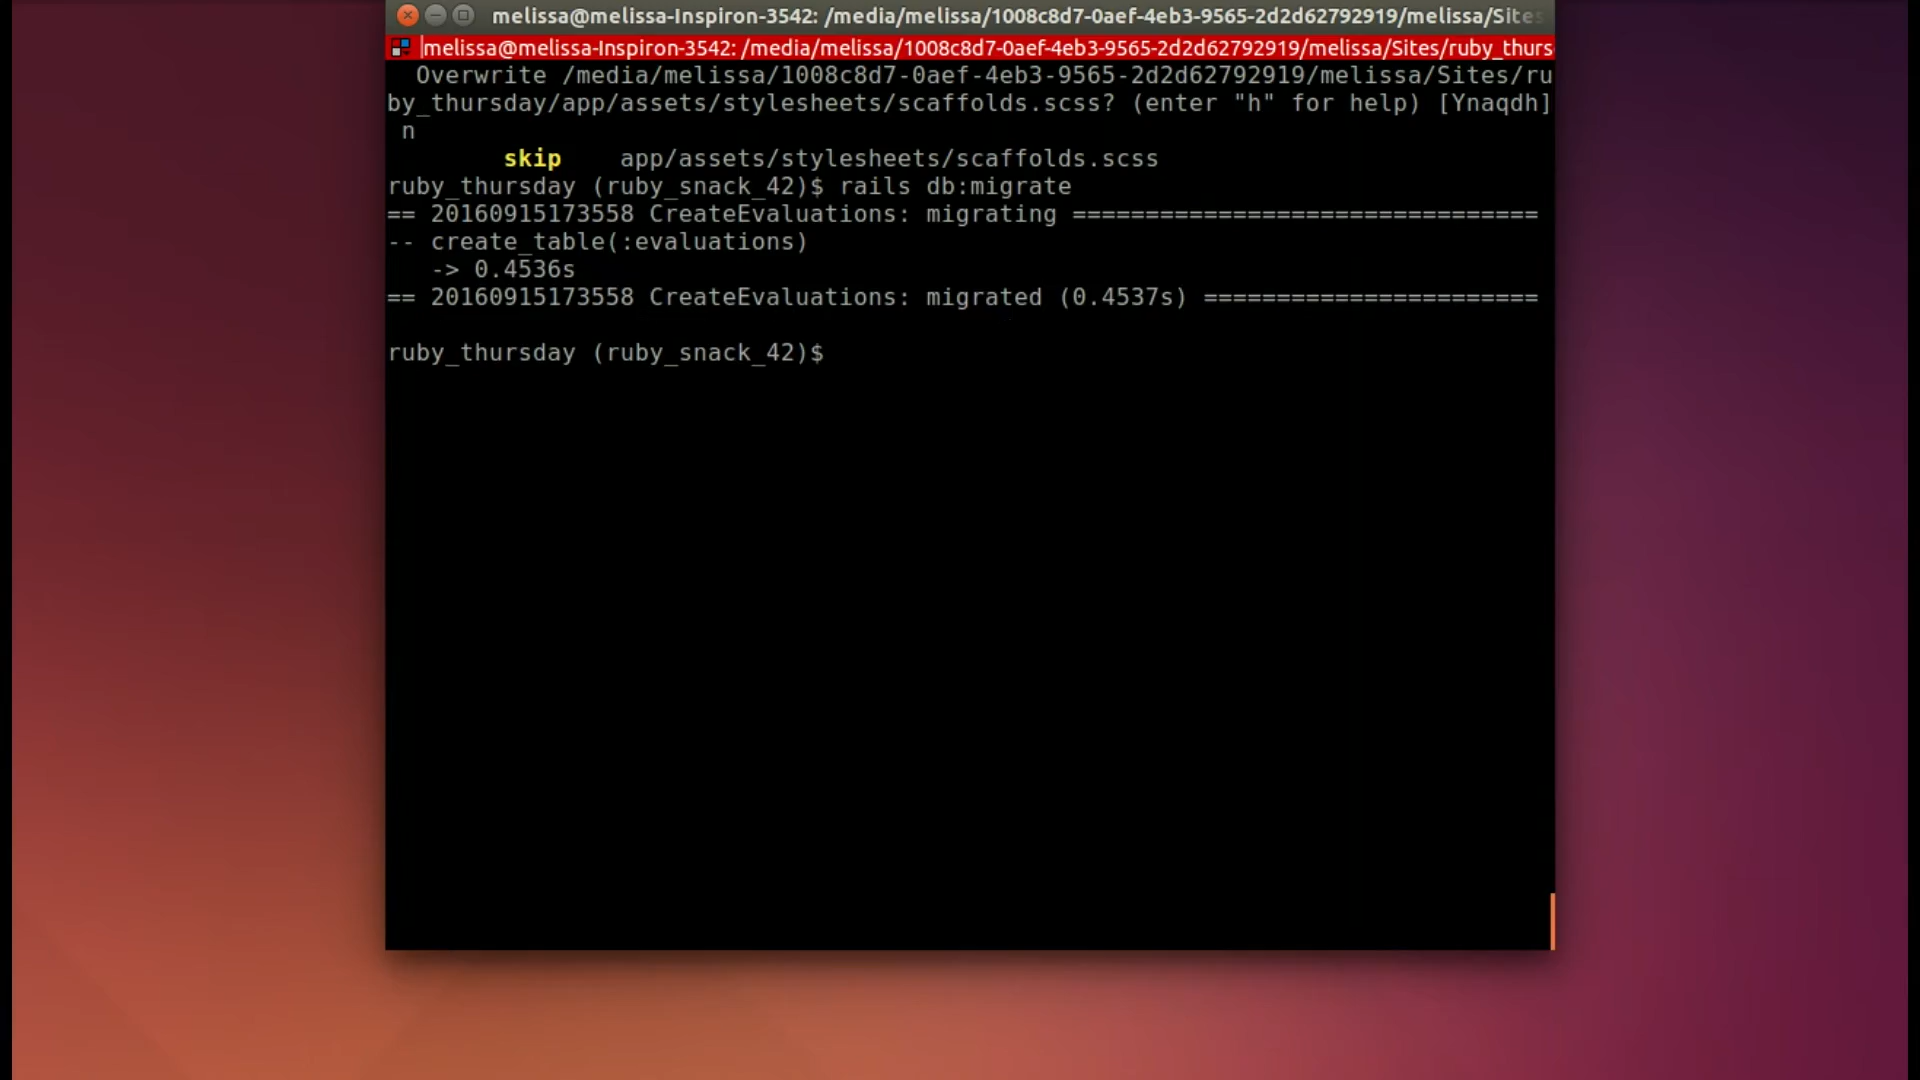 melissa@melissa-Inspiron-3542: /media/melissa/1008c8d7-0aef-4eb3-9565-2d2d62792919/melissa/Sites
melissa@melissa-Inspiron-3542: /media/melissa/1008c8d7-0aef-4eb3-9565-2d2d62792919/melissa/Sites/ruby_thurs
Overwrite /media/melissa/1008c8d7-0aef-4eb3-9565-2d2d62792919/melissa/Sites/ru
by_thursday/app/assets/stylesheets/scaffolds.scss? (enter "h" for help) [Ynaqdh]
n
skip    app/assets/stylesheets/scaffolds.scss
ruby_thursday (ruby_snack_42)$ rails db:migrate
== 20160915173558 CreateEvaluations: migrating ================================
-- create_table(:evaluations)
-> 0.4536s
== 20160915173558 CreateEvaluations: migrated (0.4537s) =======================
ruby_thursday (ruby_snack_42)$